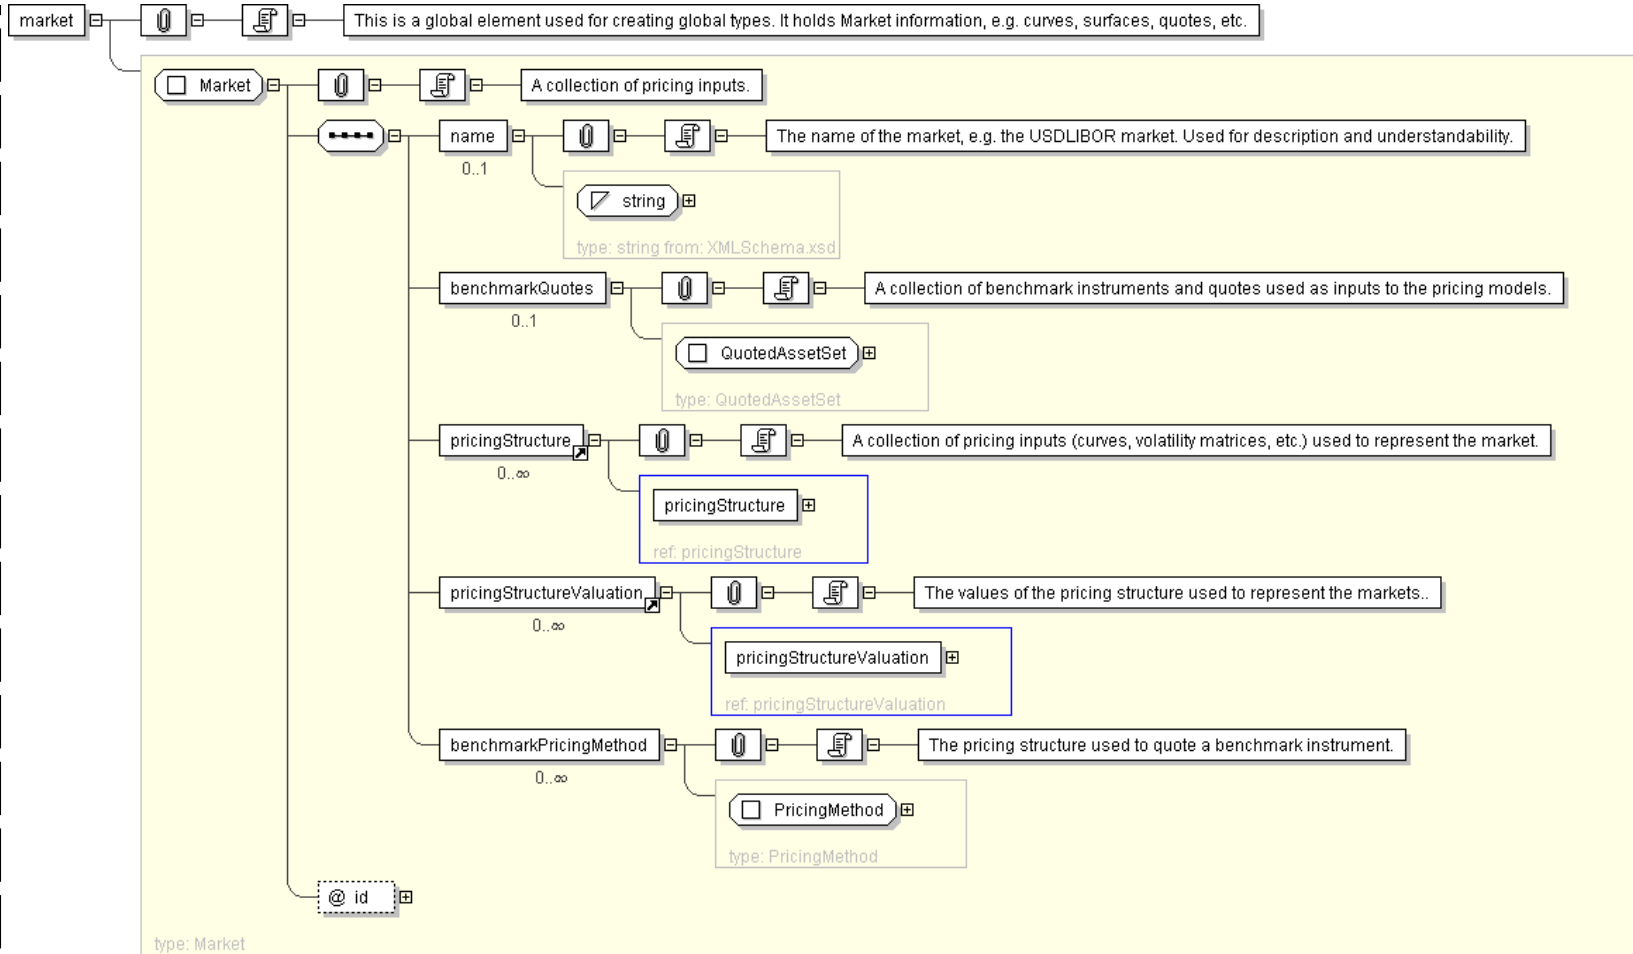 market This is a global element used for creating global types. It holds Market information, e.g. curves, surfaces, quotes, etc.
Market A collection of pricing inputs.
name The name of the market, e.g. the USDLIBOR market. Used for description and understandability.
0..1
string
type: string from: XMLSchema.xsd
benchmarkQuotes A collection of benchmark instruments and quotes used as inputs to the pricing models.
0..1
QuotedAssetSet
type: QuotedAssetSet
pricingStructure A collection of pricing inputs (curves, volatility matrices, etc.) used to represent the market.
0..∞
pricingStructure
ref: pricingStructure
pricingStructureValuation The values of the pricing structure used to represent the markets..
0..∞
pricingStructureValuation
ref: pricingStructureValuation
benchmarkPricingMethod The pricing structure used to quote a benchmark instrument.
0..∞
PricingMethod
type: PricingMethod
@ id
type: Market